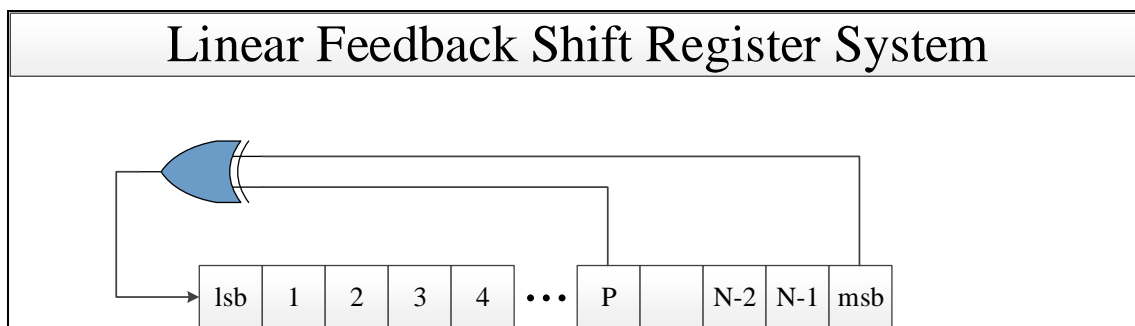 Linear Feedback Shift Register System
lsb 1 2 3 4 ••• P N-2 N-1 msb